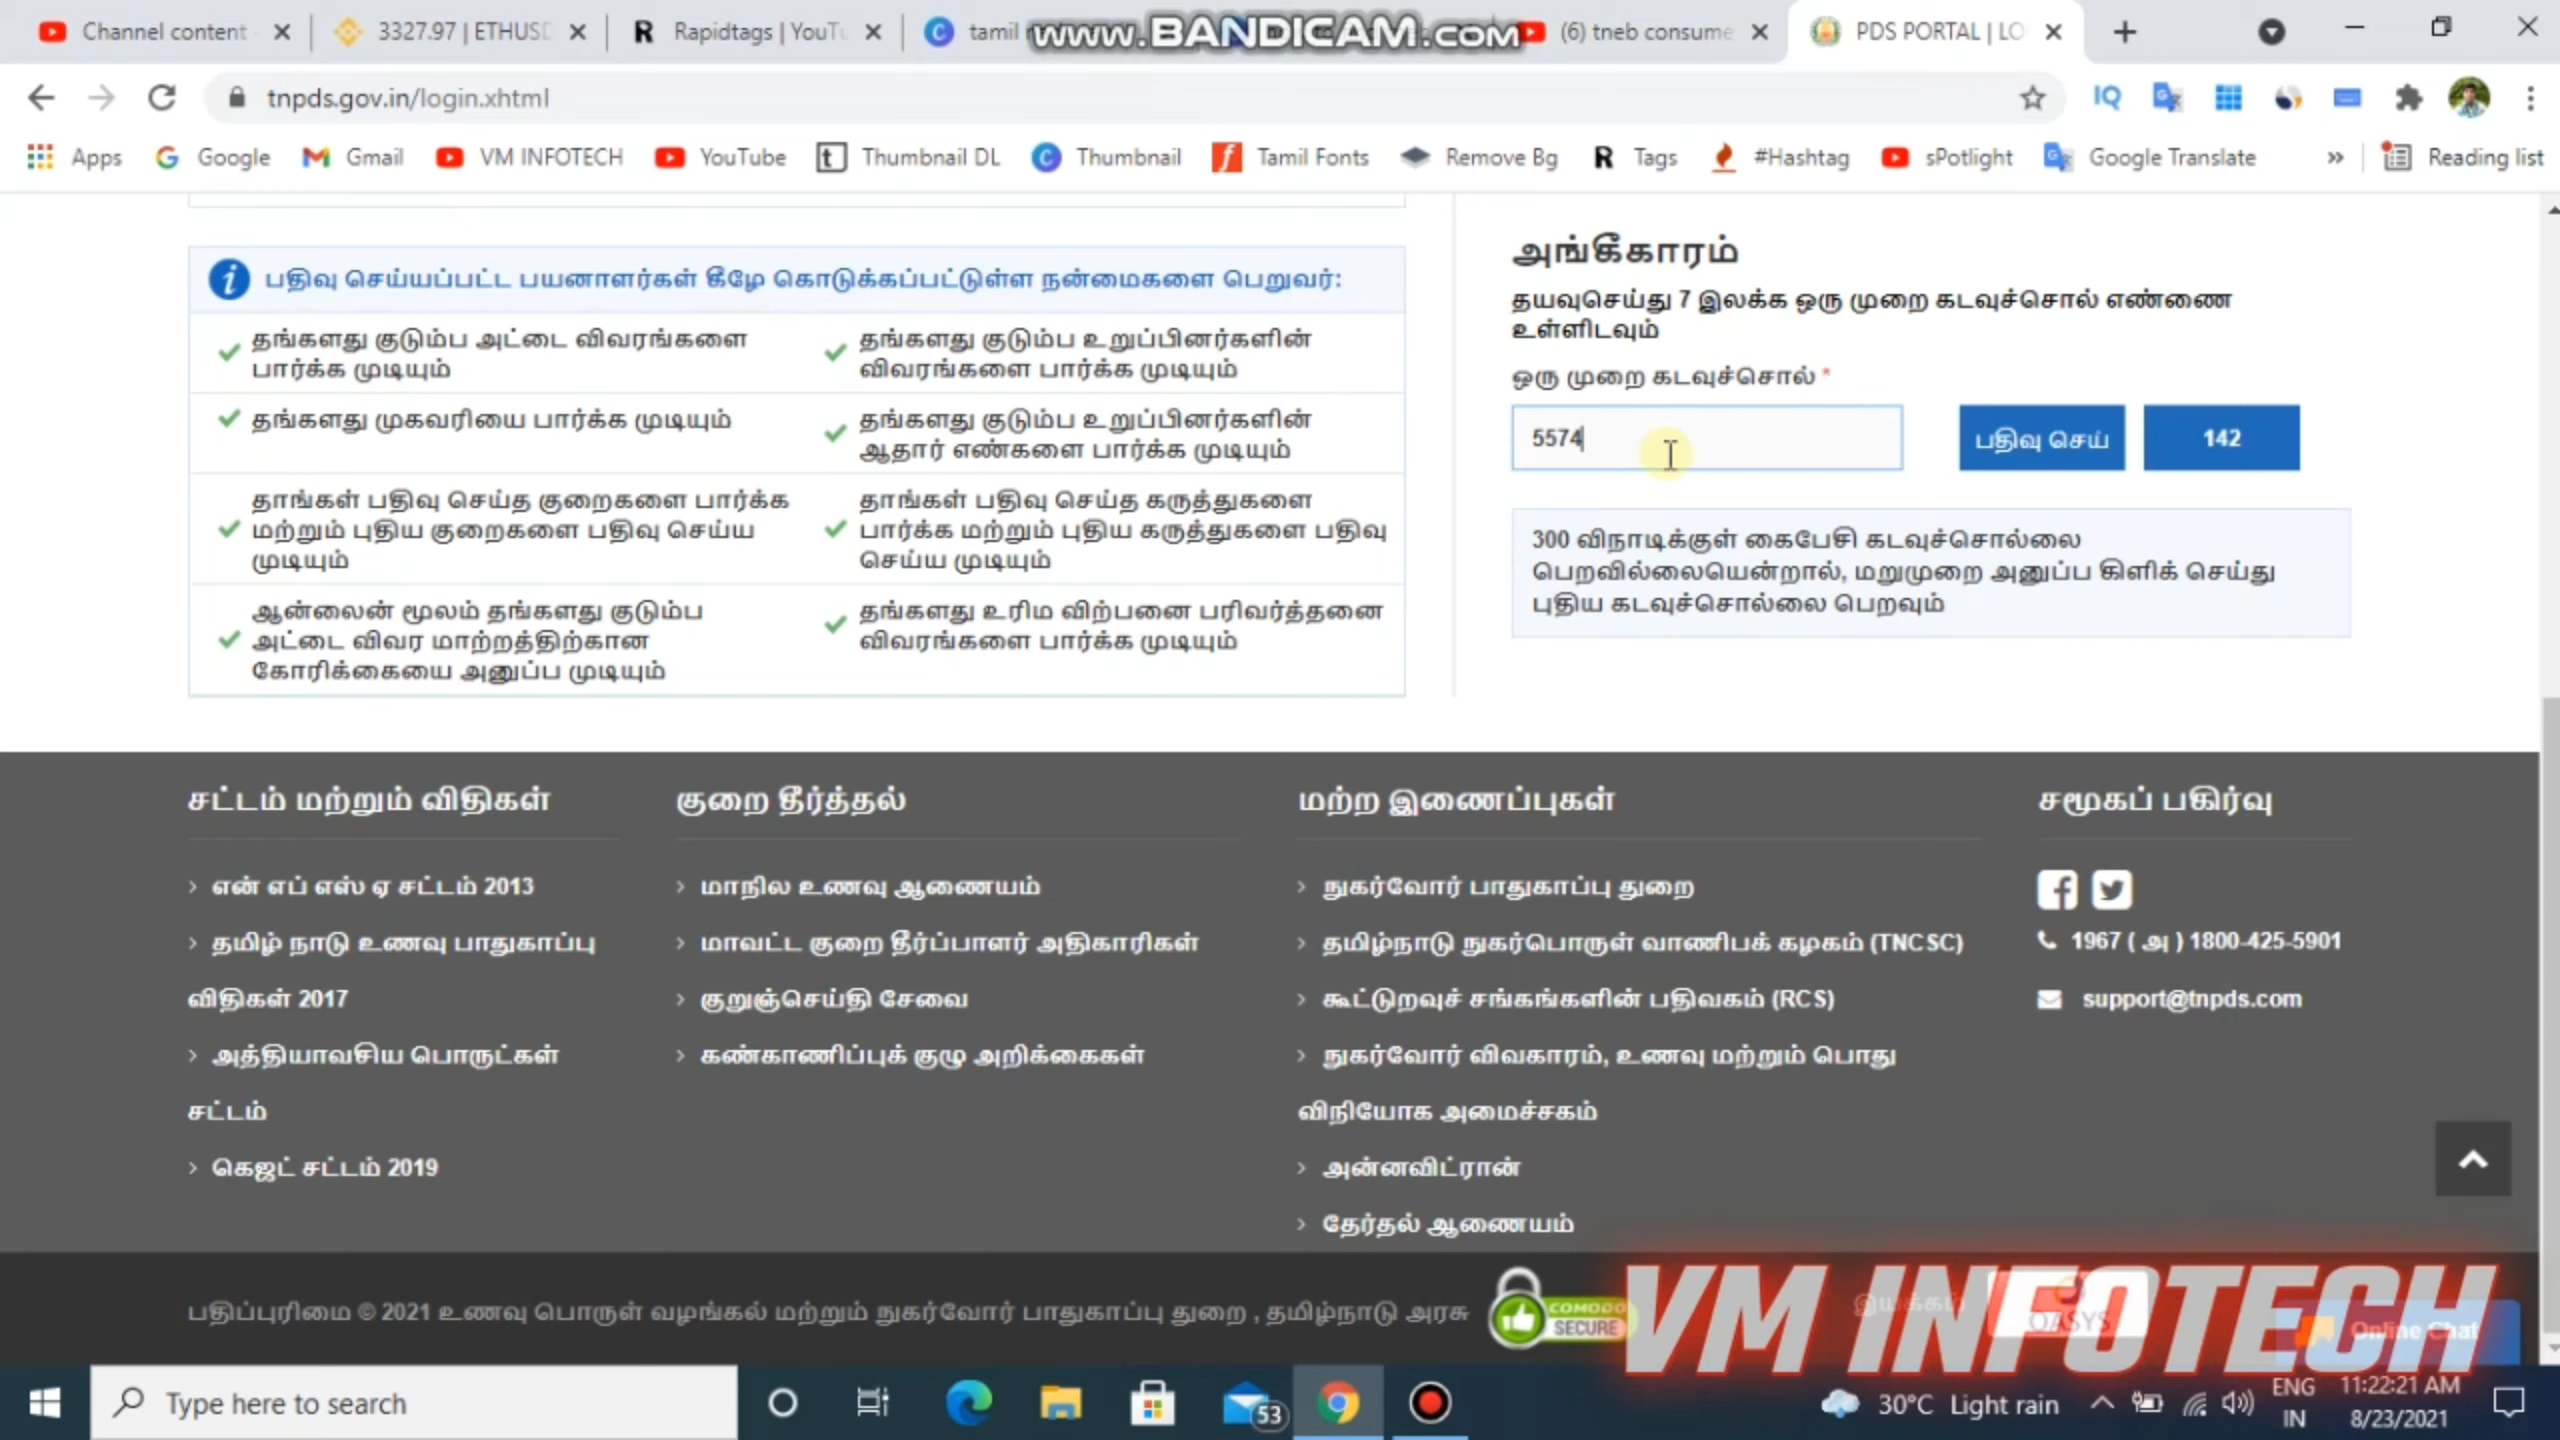 Channel content
3327.97 | ETHUSD
Rapidtags | YouTu
tamil
www.BANDICAM.com
(6) tneb consume
PDS PORTAL | LO
tnpds.gov.in/login.xhtml
Apps
Google
Gmail
VM INFOTECH
YouTube
Thumbnail DL
Thumbnail
Tamil Fonts
Remove Bg
Tags
#Hashtag
sPotlight
Google Translate
»
Reading list
பதிவு செய்யப்பட்ட பயனாளர்கள் கீழே கொடுக்கப்பட்டுள்ள நன்மைகளை பெறுவர்:
தங்களது குடும்ப அட்டை விவரங்களை
பார்க்க முடியும்
தங்களது குடும்ப உறுப்பினர்களின்
விவரங்களை பார்க்க முடியும்
தங்களது முகவரியை பார்க்க முடியும்
தங்களது குடும்ப உறுப்பினர்களின்
ஆதார் எண்களை பார்க்க முடியும்
தாங்கள் பதிவு செய்த குறைகளை பார்க்க
மற்றும் புதிய குறைகளை பதிவு செய்ய
முடியும்
தாங்கள் பதிவு செய்த கருத்துகளை
பார்க்க மற்றும் புதிய கருத்துகளை பதிவு
செய்ய முடியும்
ஆன்லைன் மூலம் தங்களது குடும்ப
அட்டை விவர மாற்றத்திற்கான
கோரிக்கையை அனுப்ப முடியும்
தங்களது உரிம விற்பனை பரிவர்த்தனை
விவரங்களை பார்க்க முடியும்
அங்கீகாரம்
தயவுசெய்து 7 இலக்க ஒரு முறை கடவுச்சொல் எண்ணை
உள்ளிடவும்
ஒரு முறை கடவுச்சொல் *
5574
பதிவு செய்
142
300 விநாடிக்குள் கைபேசி கடவுச்சொல்லை
பெறவில்லையென்றால், மறுமுறை அனுப்ப கிளிக் செய்து
புதிய கடவுச்சொல்லை பெறவும்
சட்டம் மற்றும் விதிகள்
என் எப் எஸ் ஏ சட்டம் 2013
தமிழ் நாடு உணவு பாதுகாப்பு
விதிகள் 2017
அத்தியாவசிய பொருட்கள்
சட்டம்
கெஜட் சட்டம் 2019
குறை தீர்த்தல்
மாநில உணவு ஆணையம்
மாவட்ட குறை தீர்ப்பாளர் அதிகாரிகள்
குறுஞ்செய்தி சேவை
கண்காணிப்புக் குழு அறிக்கைகள்
மற்ற இணைப்புகள்
நுகர்வோர் பாதுகாப்பு துறை
தமிழ்நாடு நுகர்பொருள் வாணிபக் கழகம் (TNCSC)
கூட்டுறவுச் சங்கங்களின் பதிவகம் (RCS)
நுகர்வோர் விவகாரம், உணவு மற்றும் பொது
விநியோக அமைச்சகம்
அன்னவிட்ரான்
தேர்தல் ஆணையம்
சமூகப் பகிர்வு
1967 ( அ ) 1800-425-5901
support@tnpds.com
பதிப்புரிமை © 2021 உணவு பொருள் வழங்கல் மற்றும் நுகர்வோர் பாதுகாப்பு துறை , தமிழ்நாடு அரசு
COMODO
SECURE
இயக்கம்
OASYS
VM INFOTECH
Online Chat
Type here to search
53
30°C Light rain
ENG
IN
11:22:21 AM
8/23/2021